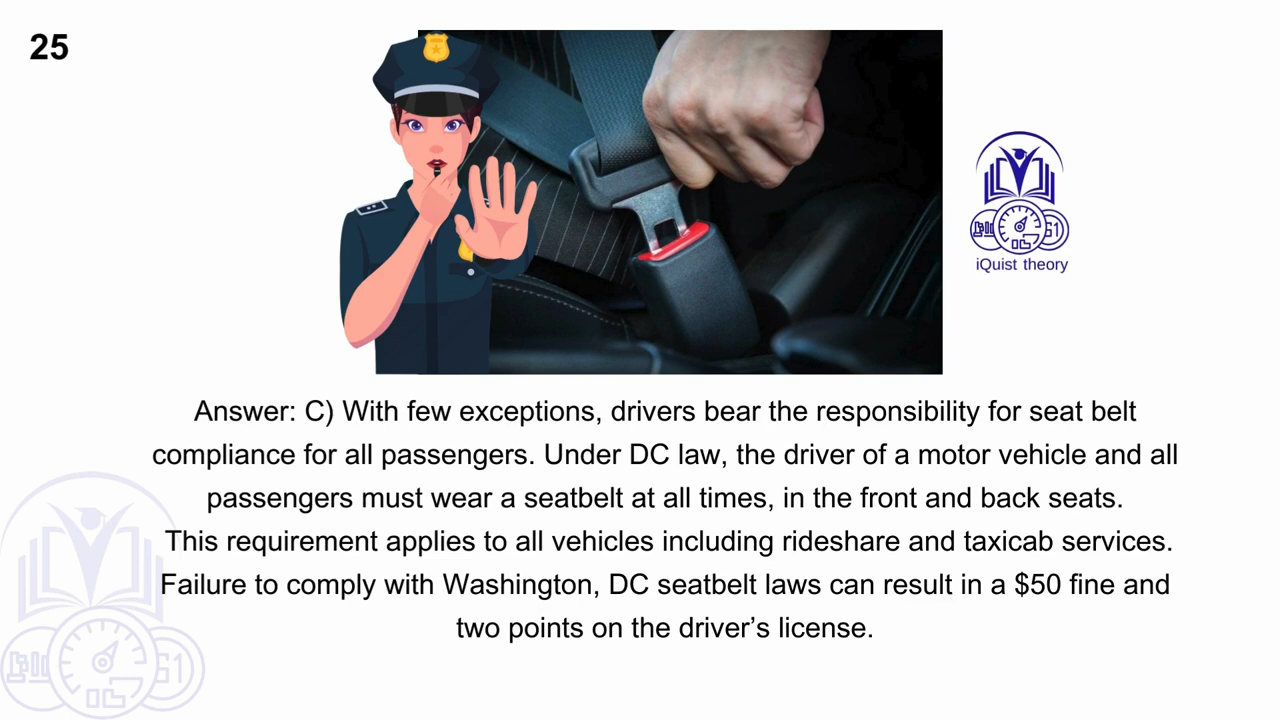 25
iQuist theory
Answer: C) With few exceptions, drivers bear the responsibility for seat belt
compliance for all passengers. Under DC law, the driver of a motor vehicle and all
passengers must wear a seatbelt at all times, in the front and back seats.
This requirement applies to all vehicles including rideshare and taxicab services.
Failure to comply with Washington, DC seatbelt laws can result in a $50 fine and
two points on the driver’s license.